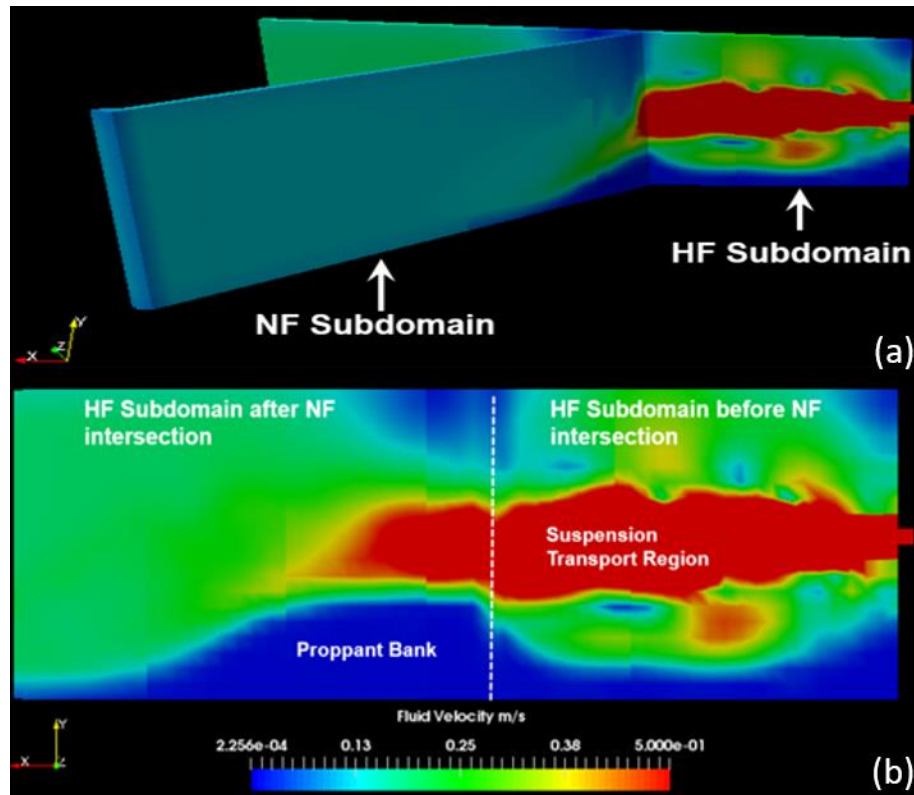 HF Subdomain
NF Subdomain
Y
Z
X
(a)
HF Subdomain after NF
intersection
HF Subdomain before NF
intersection
Suspension
Transport Region
Proppant Bank
Y
X
Z
Fluid Velocity m/s
2.256e-04 0.13 0.25 0.38 5.000e-01
(b)